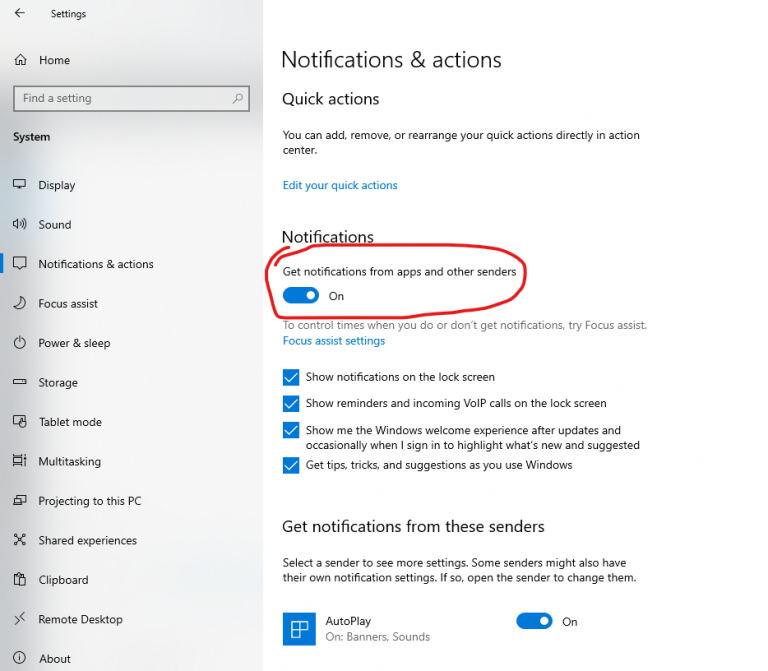 Settings
Home
Find a setting
System
Display
Sound
Notifications & actions
Focus assist
Power & sleep
Storage
Tablet mode
Multitasking
Projecting to this PC
Shared experiences
Clipboard
Remote Desktop
About
Notifications & actions
Quick actions
You can add, remove, or rearrange your quick actions directly in action
center.
Edit your quick actions
Notifications
Get notifications from apps and other senders
On
To control times when you do or don't get notifications, try Focus assist.
Focus assist settings
Show notifications on the lock screen
Show reminders and incoming VoIP calls on the lock screen
Show me the Windows welcome experience after updates and
occasionally when I sign in to highlight what's new and suggested
Get tips, tricks, and suggestions as you use Windows
Get notifications from these senders
Select a sender to see more settings. Some senders might also have
their own notification settings. If so, open the sender to change them.
AutoPlay
On: Banners, Sounds
On